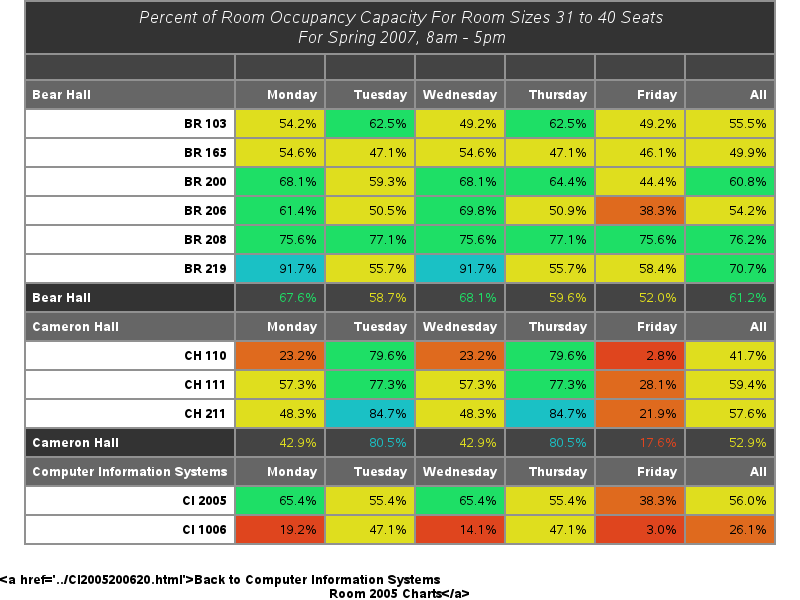 Percent of Room Occupancy Capacity For Room Sizes 31 to 40 Seats
For Spring 2007, 8am - 5pm
Bear Hall Monday Tuesday Wednesday Thursday Friday All
BR 103 54.2% 62.5% 49.2% 62.5% 49.2% 55.5%
BR 165 54.6% 47.1% 54.6% 47.1% 46.1% 49.9%
BR 200 68.1% 59.3% 68.1% 64.4% 44.4% 60.8%
BR 206 61.4% 50.5% 69.8% 50.9% 38.3% 54.2%
BR 208 75.6% 77.1% 75.6% 77.1% 75.6% 76.2%
BR 219 91.7% 55.7% 91.7% 55.7% 58.4% 70.7%
Bear Hall 67.6% 58.7% 68.1% 59.6% 52.0% 61.2%
Cameron Hall Monday Tuesday Wednesday Thursday Friday All
CH 110 23.2% 79.6% 23.2% 79.6% 2.8% 41.7%
CH 111 57.3% 77.3% 57.3% 77.3% 28.1% 59.4%
CH 211 48.3% 84.7% 48.3% 84.7% 21.9% 57.6%
Cameron Hall 42.9% 80.5% 42.9% 80.5% 17.6% 52.9%
Computer Information Systems Monday Tuesday Wednesday Thursday Friday All
CI 2005 65.4% 55.4% 65.4% 55.4% 38.3% 56.0%
CI 1006 19.2% 47.1% 14.1% 47.1% 3.0% 26.1%
<a href='../CI2005200620.html'>Back to Computer Information Systems
Room 2005 Charts</a>